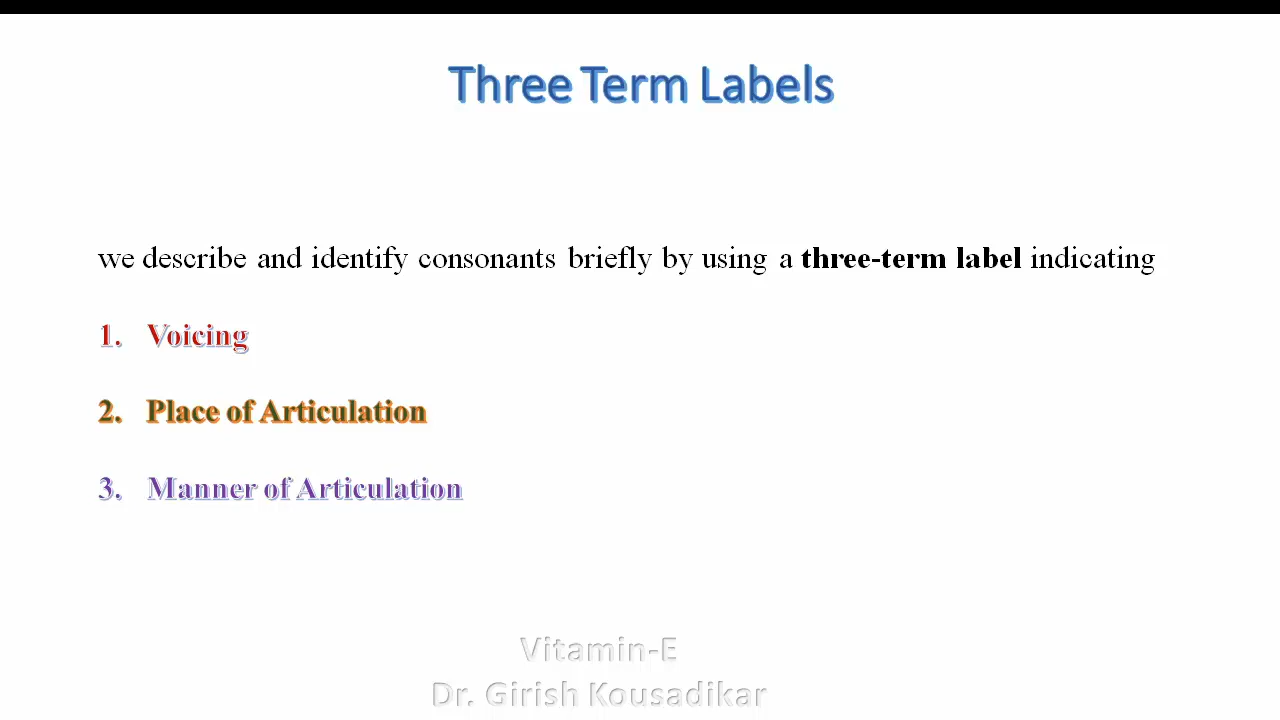 Three Term Labels
we describe and identify consonants briefly by using a three-term label indicating
1. Voicing
2. Place of Articulation
3. Manner of Articulation
Vitamin-E
Dr. Girish Kousadikar